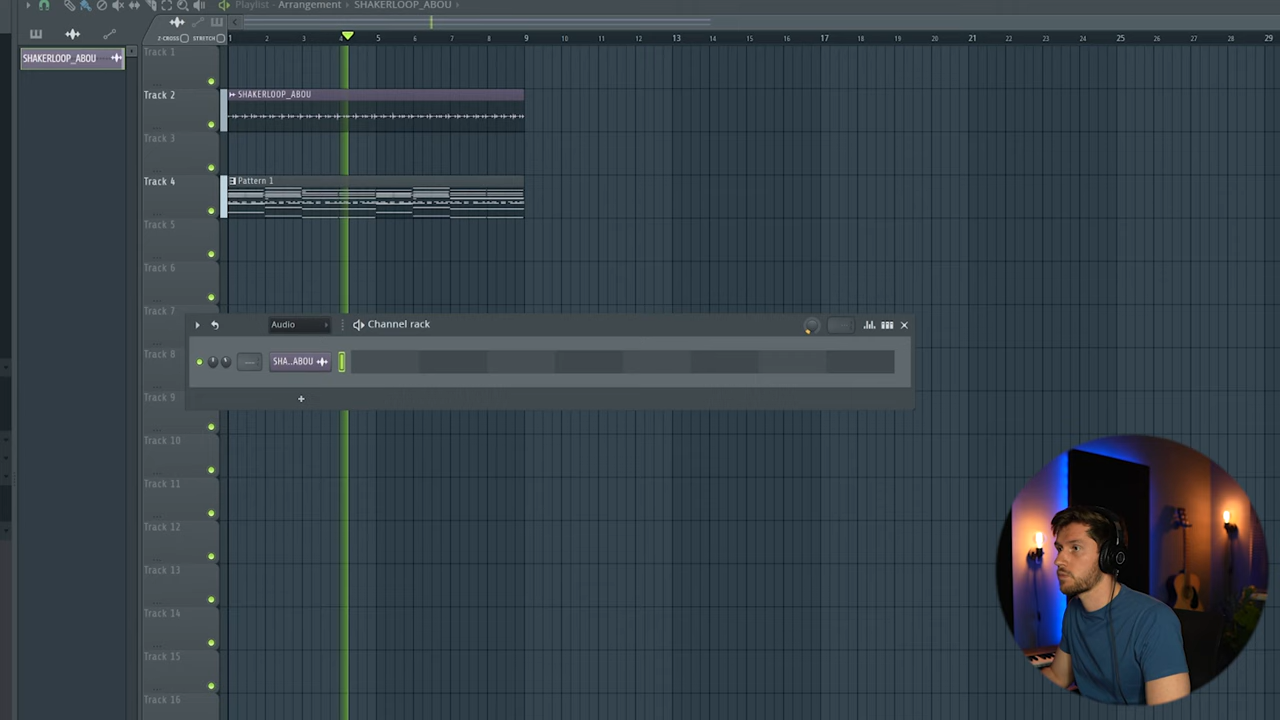 Playlist - Arrangement › SHAKERLOOP_ABOU ›
Z-CROSS STRETCH
1 2 3 4 5 6 7 8 9 10 11 12 13 14 15 16 17 18 19 20 21 22 23 24 25 26 27 28 29
SHAKERLOOP_ABOU
Track 1
Track 2
SHAKERLOOP_ABOU
Track 3
Track 4
Pattern 1
Track 5
Track 6
Track 7
Audio
Channel rack
Track 8
SHA...ABOU
Track 9
Track 10
Track 11
Track 12
Track 13
Track 14
Track 15
Track 16